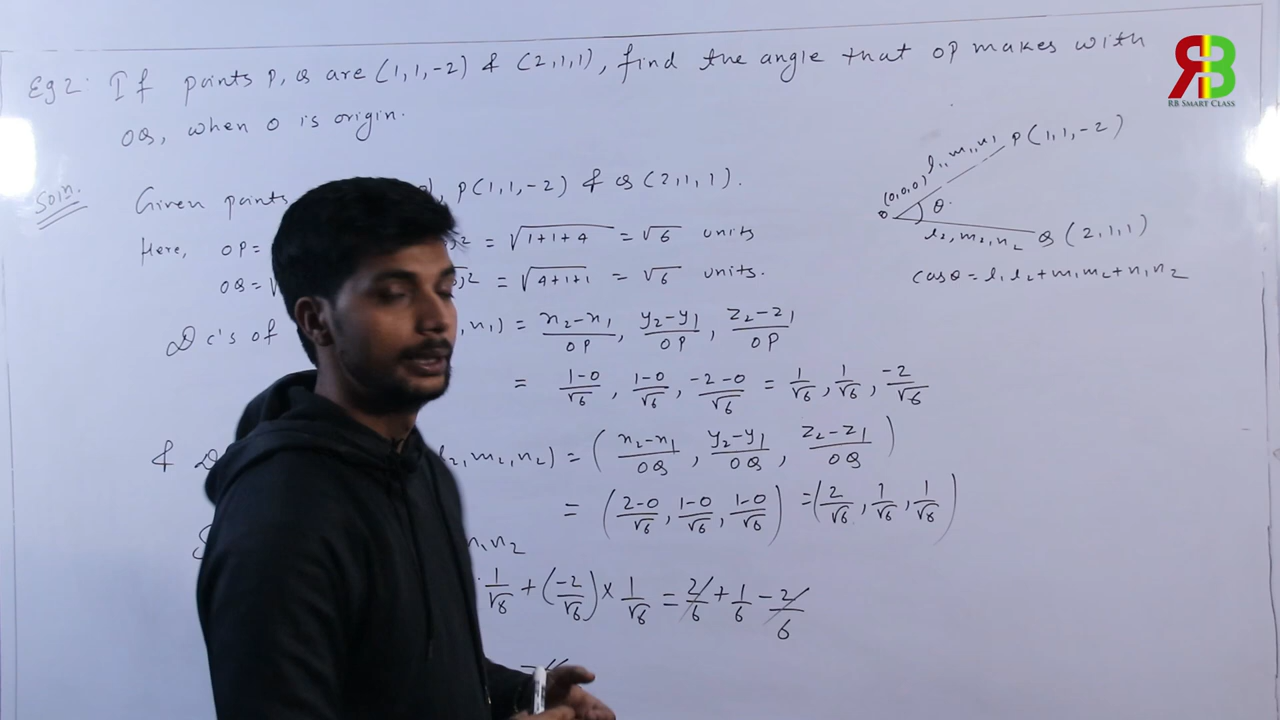 Eg 2: If points P, Q are (1,1,-2) & (2,1,1), find the angle that OP makes with
OQ, when O is origin.
Soln. Given points P(1,1,-2) & Q(2,1,1).
Here, OP = = √(1+1+4) = √6 units
OQ = = √(4+1+1) = √6 units.
Dc's of n₁) = (x₂-x₁)/OP, (y₂-y₁)/OP, (z₂-z₁)/OP
= (1-0)/√6, (1-0)/√6, (-2-0)/√6 = 1/√6, 1/√6, -2/√6
& m₂, n₂) = ((x₂-x₁)/OQ, (y₂-y₁)/OQ, (z₂-z₁)/OQ)
= ((2-0)/√6, (1-0)/√6, (1-0)/√6) = (2/√6, 1/√6, 1/√6)
n₁n₂
1/√6 + (-2/√6) × 1/√6 = 2/6 + 1/6 - 2/6
l₁, m₁, n₁ P(1,1,-2)
(0,0,0)
O θ
l₂, m₂, n₂ Q (2,1,1)
cosθ = l₁l₂+m₁m₂+n₁n₂
RB
RB SMART CLASS